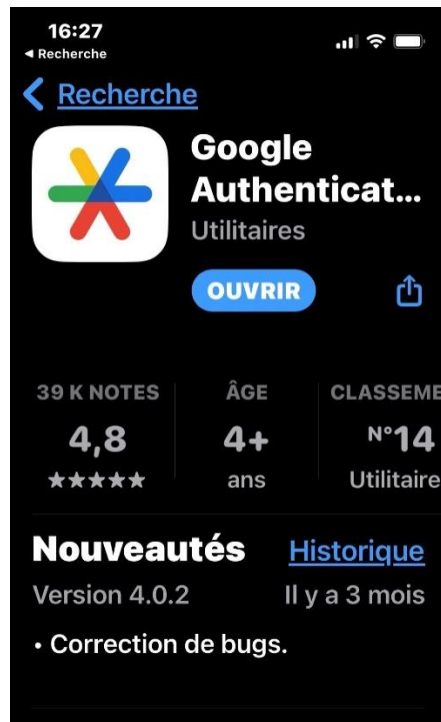 16:27
◀ Recherche
Recherche
Google
Authenticat...
Utilitaires
OUVRIR
39 K NOTES
ÂGE
CLASSEME
4,8
4+
N°14
★★★★★
ans
Utilitaire
Nouveautés
Historique
Version 4.0.2
Il y a 3 mois
• Correction de bugs.